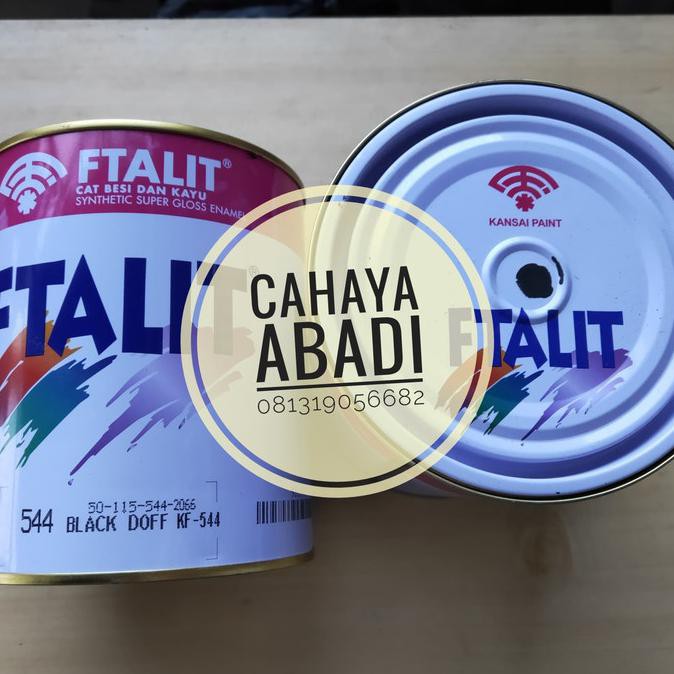 FTALIT®
CAT BESI DAN KAYU
SYNTHETIC SUPER GLOSS ENAMEL
FTALIT
50-115-544-2066
544 BLACK DOFF KF-544
KANSAI PAINT
FTALIT
CAHAYA
ABADI
081319056682